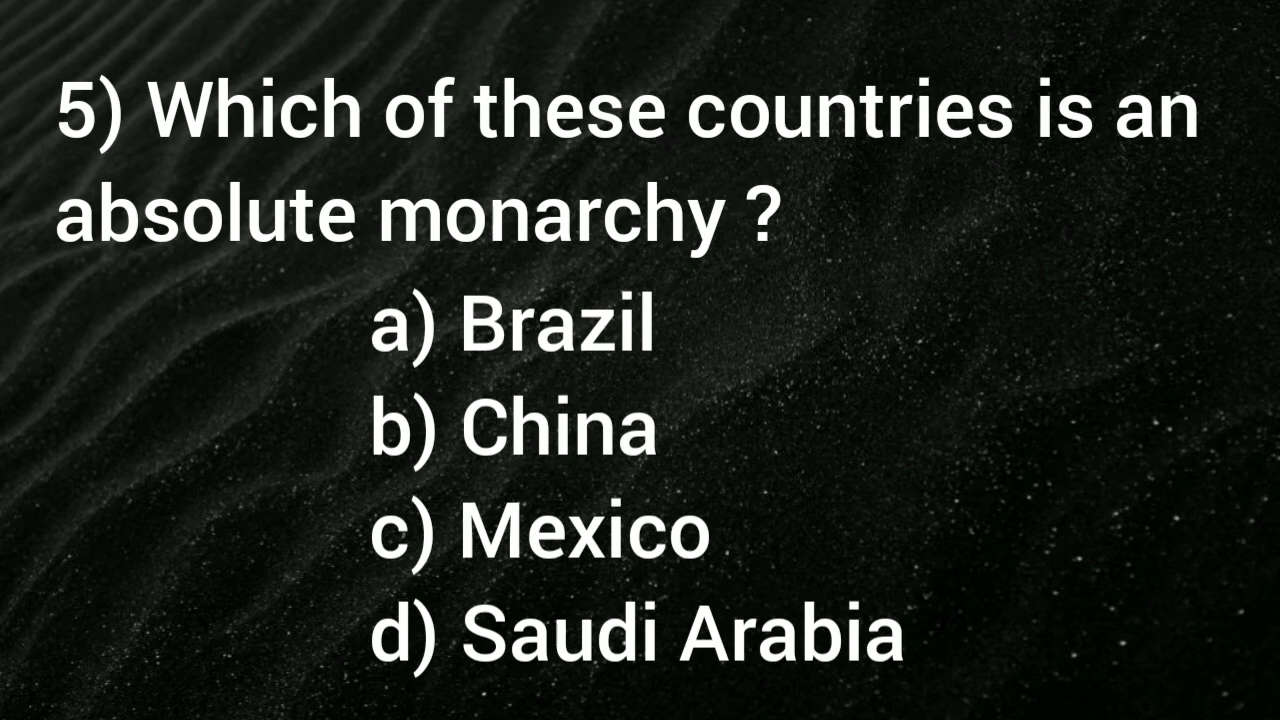 5) Which of these countries is an
absolute monarchy ?
a) Brazil
b) China
c) Mexico
d) Saudi Arabia